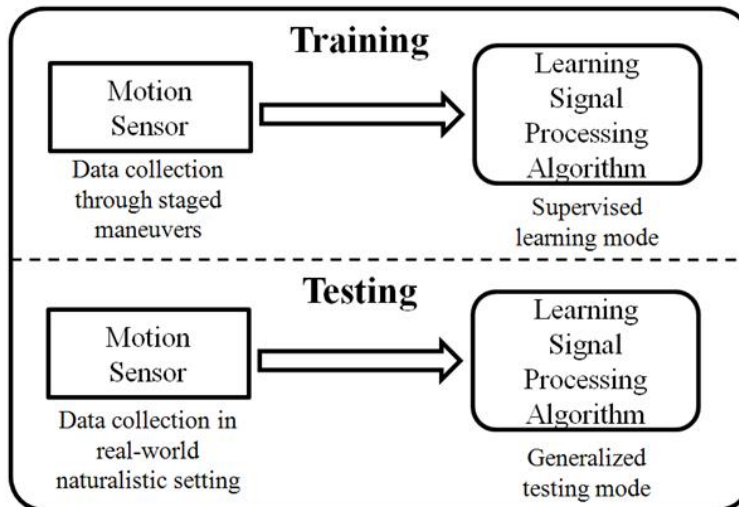 Training
Motion
Sensor
Data collection
through staged
maneuvers
Learning
Signal
Processing
Algorithm
Supervised
learning mode
Testing
Motion
Sensor
Data collection in
real-world
naturalistic setting
Learning
Signal
Processing
Algorithm
Generalized
testing mode